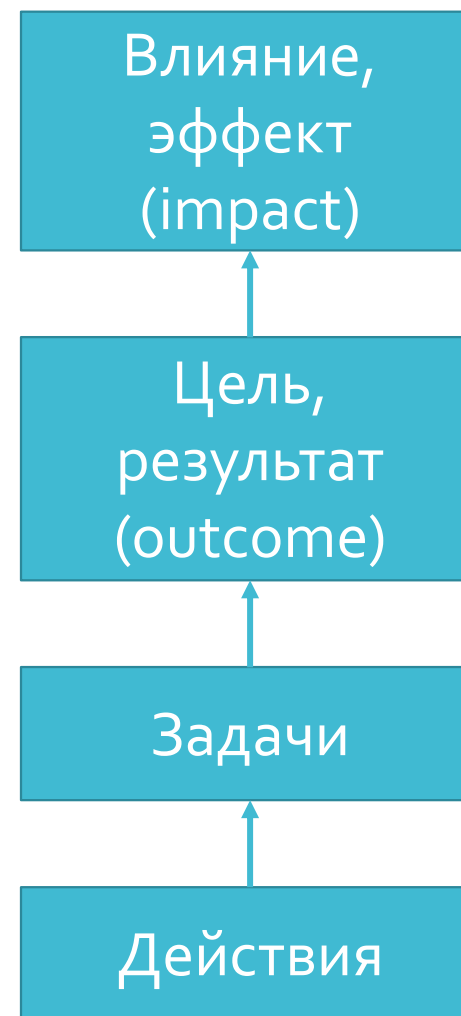 Влияние,
эффект
(impact)
Цель,
результат
(outcome)
Задачи
Действия